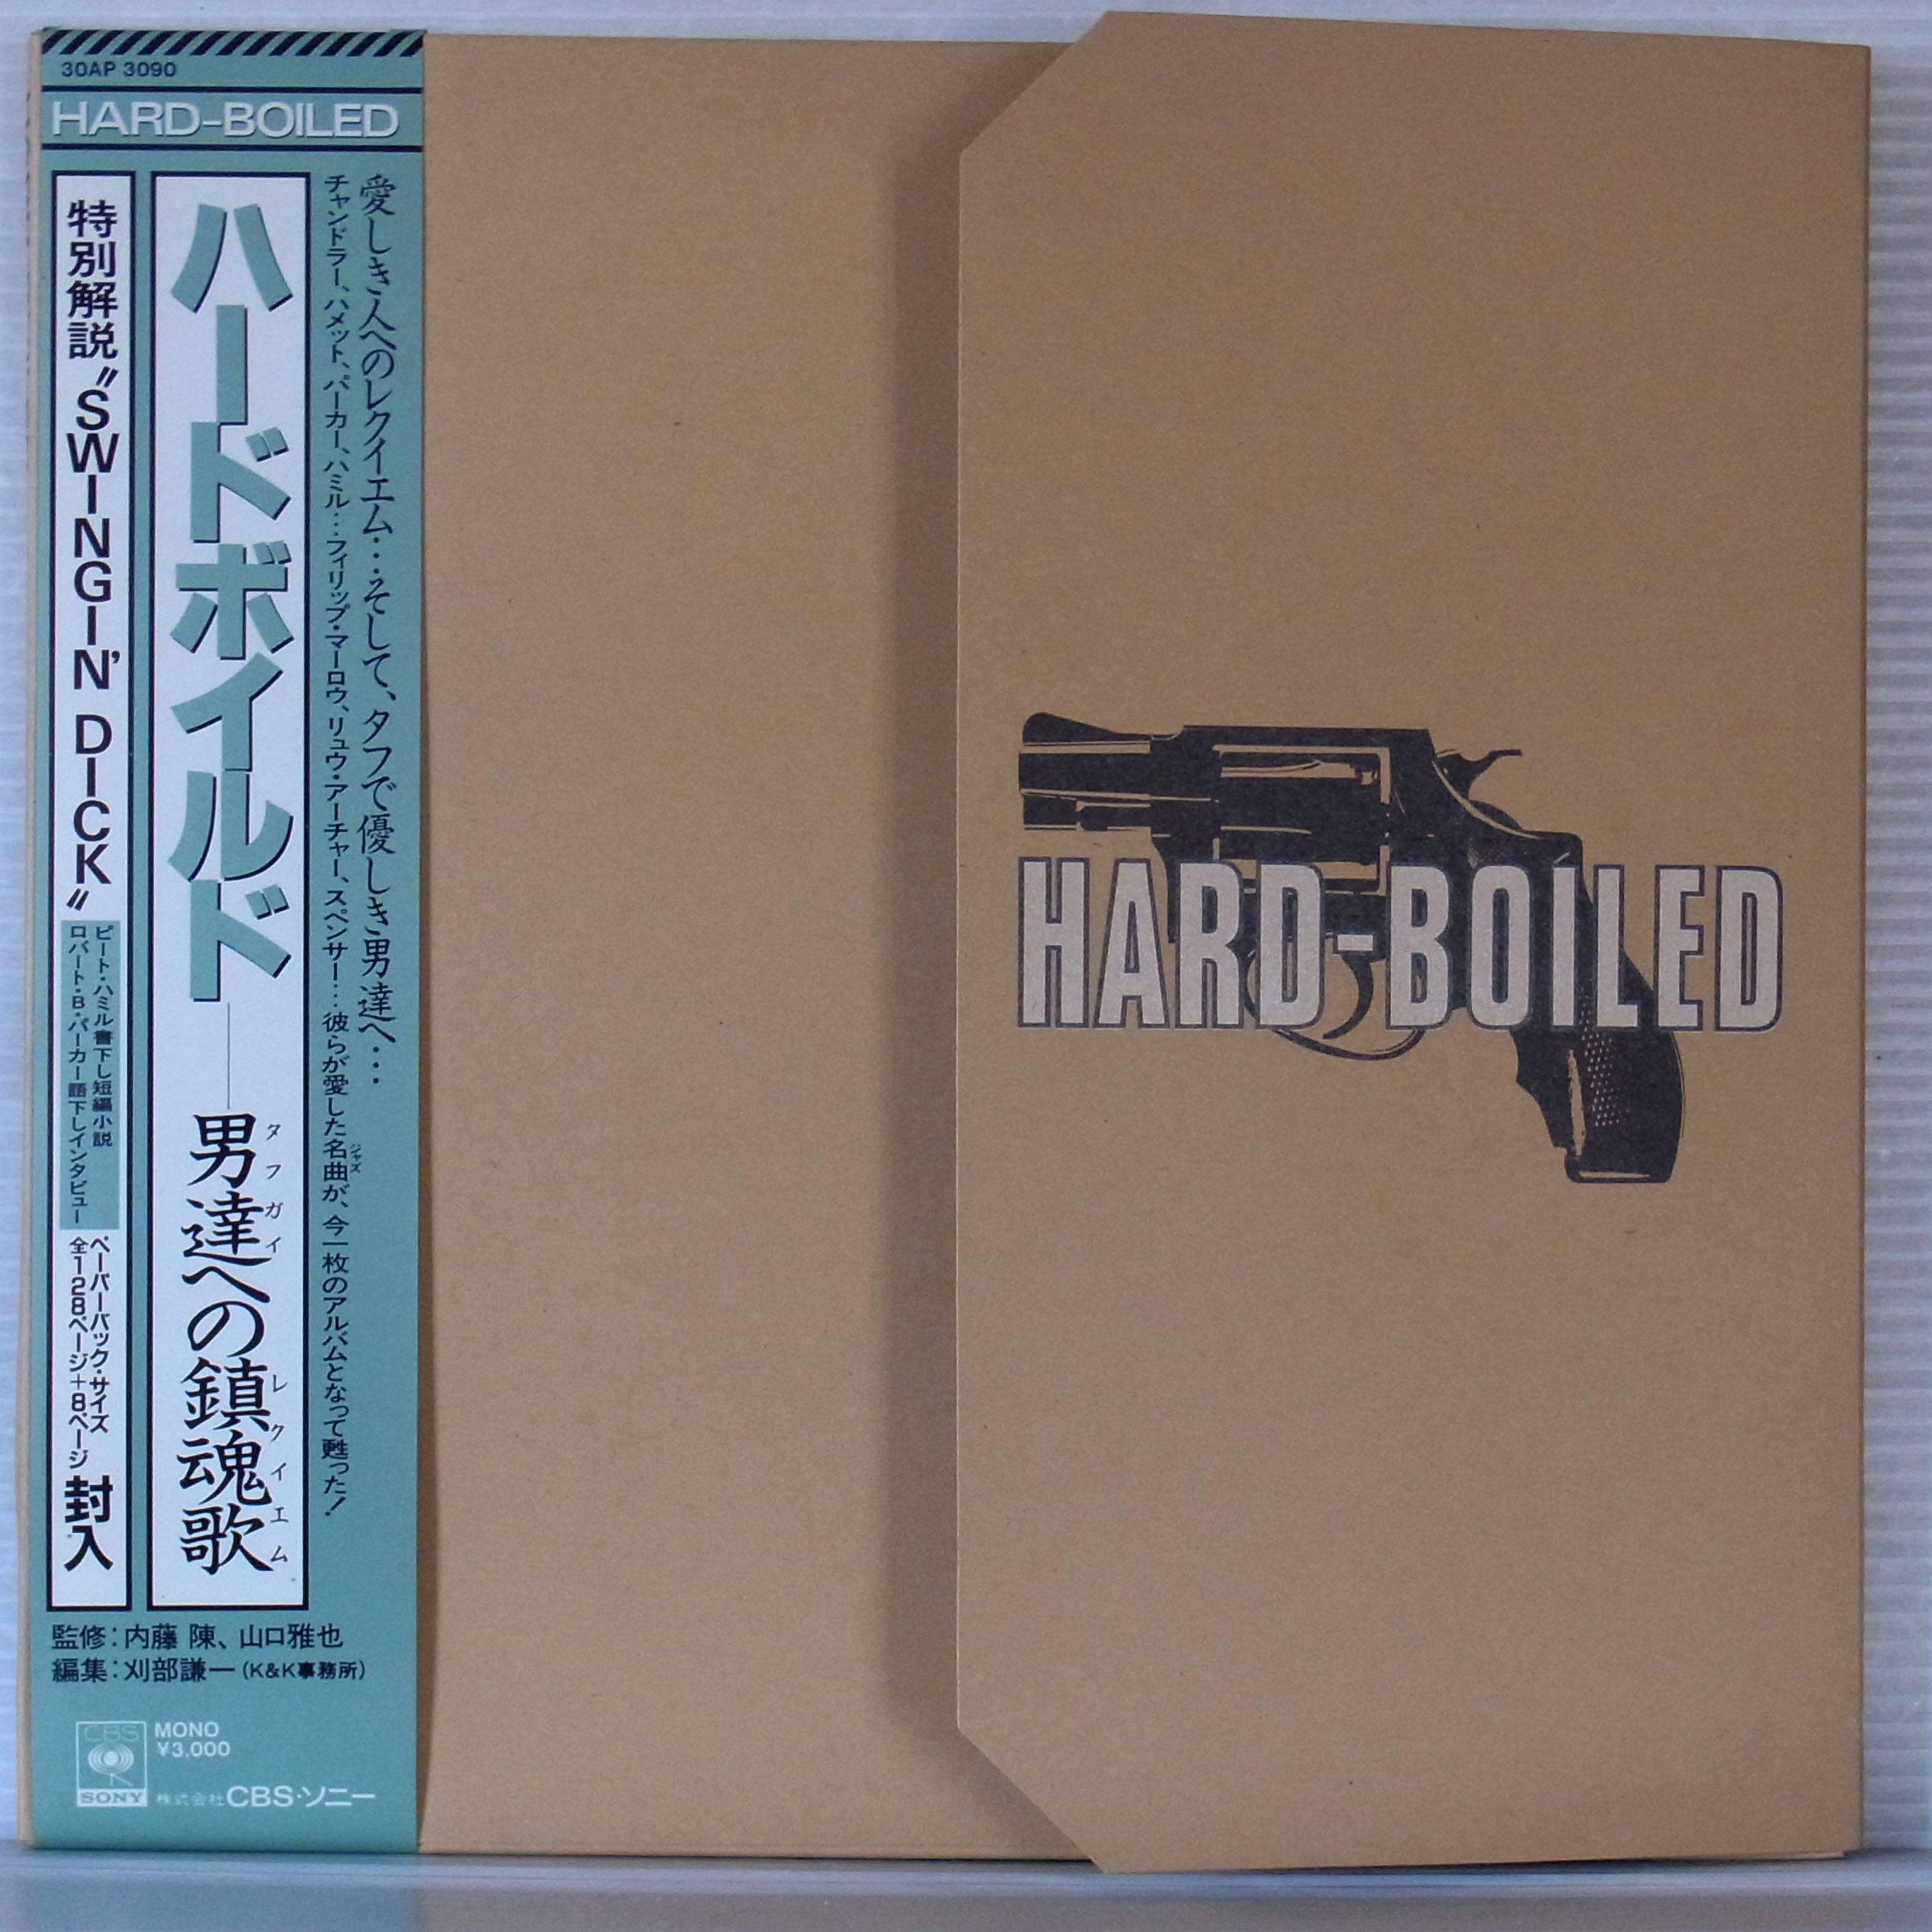 30AP 3090
HARD-BOILED
愛しき人へのレクイエム…そして、タフで優しき男達へ…
チャンドラー、ハメット、パーカー、ハミル…フィリップ・マーロウ、リュウ・アーチャー、スペンサー…彼らが愛した名曲が、今一枚のアルバムとなって甦った!
ジャズ
ハードボイルド──男達への鎮魂歌
タフガイ
レクイエム
特別解説〝SWINGIN' DICK〟
ピート・ハミル書下し短編小説
ロバート・B・パーカー語下しインタビュー
ペーパーバック・サイズ
全128ページ+8ページ
封入
監修:内藤 陳、山口雅也
編集:刈部謙一(K&K事務所)
CBS
SONY
MONO
¥3,000
株式会社CBS・ソニー
HARD-BOILED